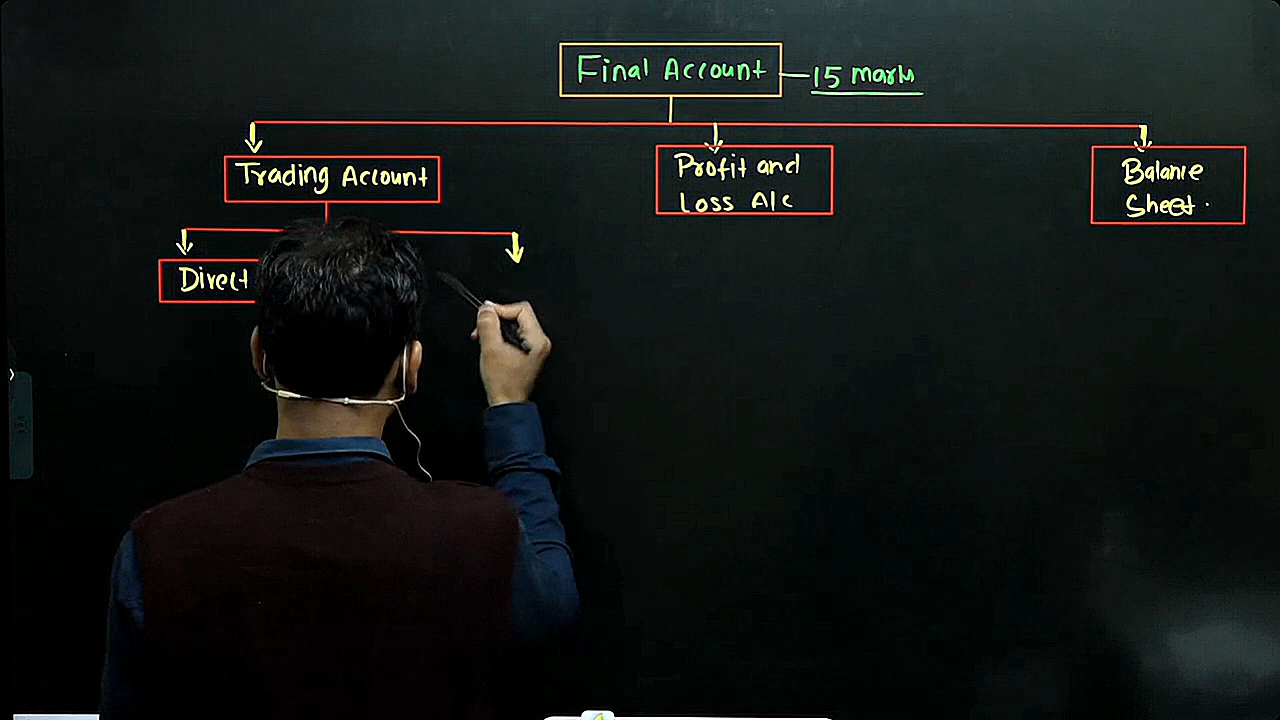 Final Account
15 marks
Trading Account
Profit and
Loss A/c
Balance
Sheet.
Direct